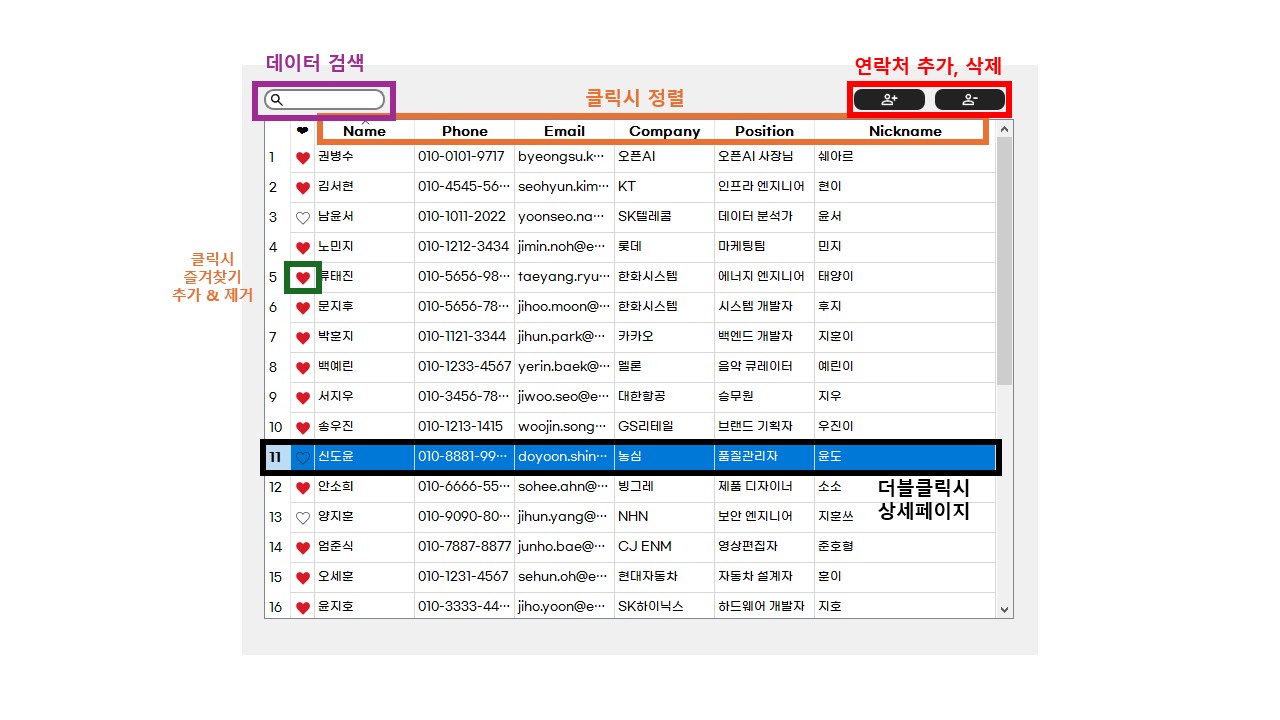 데이터 검색
연락처 추가, 삭제
클릭시 정렬
❤ Name Phone Email Company Position Nickname
1 권병수 010-0101-9717 byeongsu.k··· 오픈AI 오픈AI 사장님 쉐아르
2 김서현 010-4545-56··· seohyun.kim··· KT 인프라 엔지니어 현이
3 남윤서 010-1011-2022 yoonseo.na··· SK텔레콤 데이터 분석가 윤서
4 노민지 010-1212-3434 jimin.noh@e··· 롯데 마케팅팀 민지
클릭시
즐겨찾기
추가 & 제거
5 류태진 010-5656-98··· taeyang.ryu··· 한화시스템 에너지 엔지니어 태양이
6 문지후 010-5656-78··· jihoo.moon@··· 한화시스템 시스템 개발자 후지
7 박훈지 010-1121-3344 jihun.park@··· 카카오 백엔드 개발자 지훈이
8 백예린 010-1233-4567 yerin.baek@··· 멜론 음악 큐레이터 예린이
9 서지우 010-3456-78··· jiwoo.seo@e··· 대한항공 승무원 지우
10 송우진 010-1213-1415 woojin.song··· GS리테일 브랜드 기획자 우진이
11 신도윤 010-8881-99··· doyoon.shin··· 농심 품질관리자 윤도
12 안소희 010-6666-55··· sohee.ahn@··· 빙그레 제품 디자이너 소소
더블클릭시
상세페이지
13 양지훈 010-9090-80··· jihun.yang@··· NHN 보안 엔지니어 지훈쓰
14 엄준식 010-7887-8877 junho.bae@··· CJ ENM 영상편집자 준호형
15 오세훈 010-1231-4567 sehun.oh@e··· 현대자동차 자동차 설계자 훈이
16 윤지호 010-3333-44··· jiho.yoon@e··· SK하이닉스 하드웨어 개발자 지호